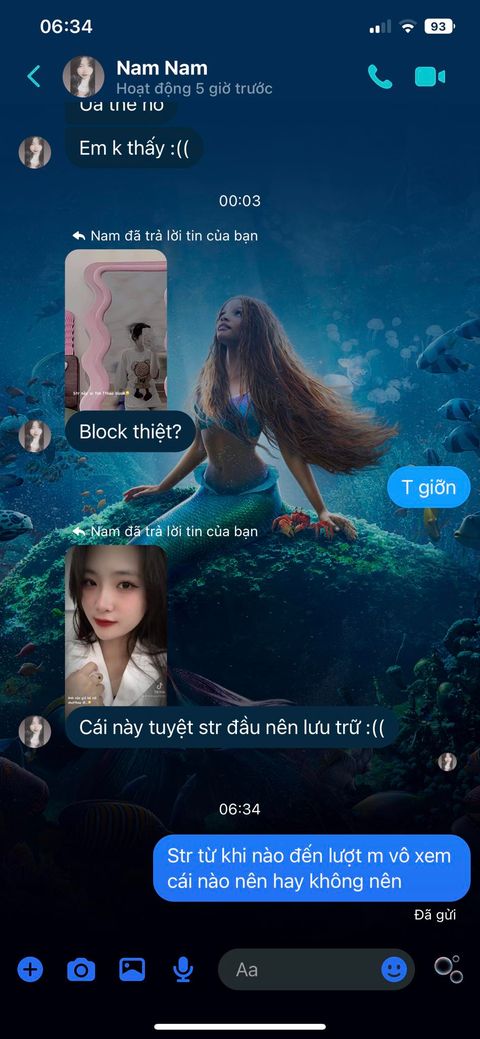 06:34
93
Nam Nam
Hoạt động 5 giờ trước
Ủa thế hỏ
Em k thấy :((
00:03
Nam đã trả lời tin của bạn
Block thiệt?
T giỡn
Nam đã trả lời tin của bạn
Cái này tuyệt str đầu nên lưu trữ :((
06:34
Str từ khi nào đến lượt m vô xem
cái nào nên hay không nên
Đã gửi
Aa